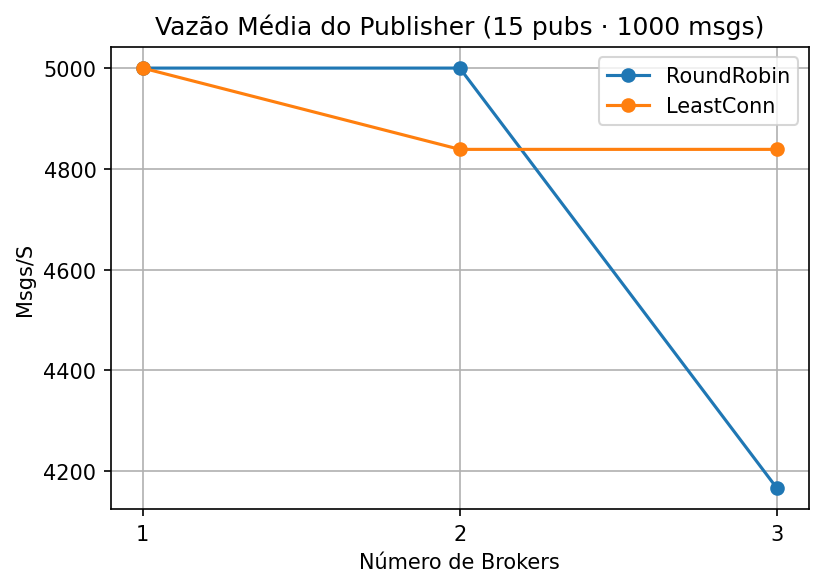 Vazão Média do Publisher (15 pubs · 1000 msgs)
RoundRobin
LeastConn
Msgs/S
5000
4800
4600
4400
4200
1 2 3
Número de Brokers